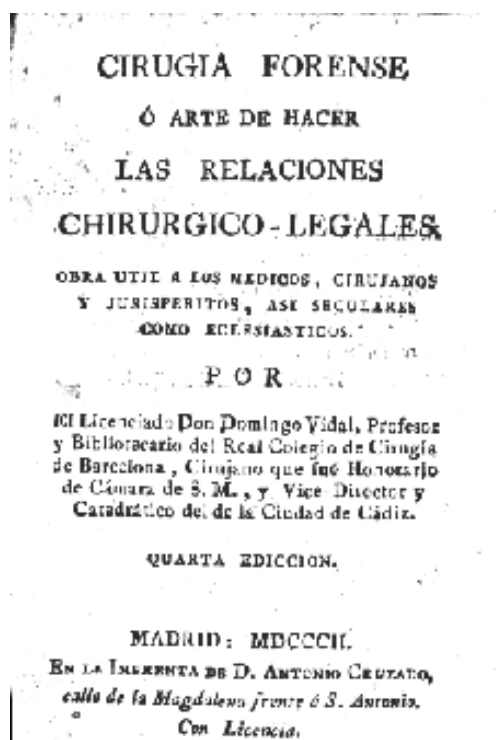 CIRUGIA FORENSE
Ó ARTE DE HACER
LAS RELACIONES
CHIRURGICO-LEGALES,
OBRA UTIL A LOS MEDICOS, CIRUJANOS
Y JURISPERITOS, ASI SECULARES
COMO ECLESIASTICOS.
POR
El Licenciado Don Domingo Vidal, Profesor
y Bibliotecario del Real Colegio de Cirugía
de Barcelona, Cirujano que fué Honorario
de Cámara de S. M., y Vice-Director y
Catedrático del de la Ciudad de Cádiz.
QUARTA EDICCION.
MADRID: MDCCCII.
EN LA IMPRENTA DE D. ANTONIO CRUZADO,
calle de la Magdalena frente á S. Antonio.
Con Licencia.